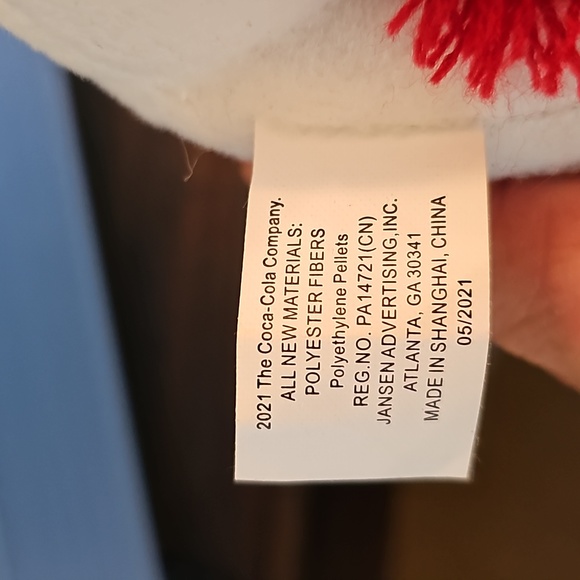 2021 The Coca-Cola Company.
ALL NEW MATERIALS:
POLYESTER FIBERS
Polyethylene Pellets
REG.NO. PA14721(CN)
JANSEN ADVERTISING,INC.
ATLANTA, GA 30341
MADE IN SHANGHAI, CHINA
05/2021